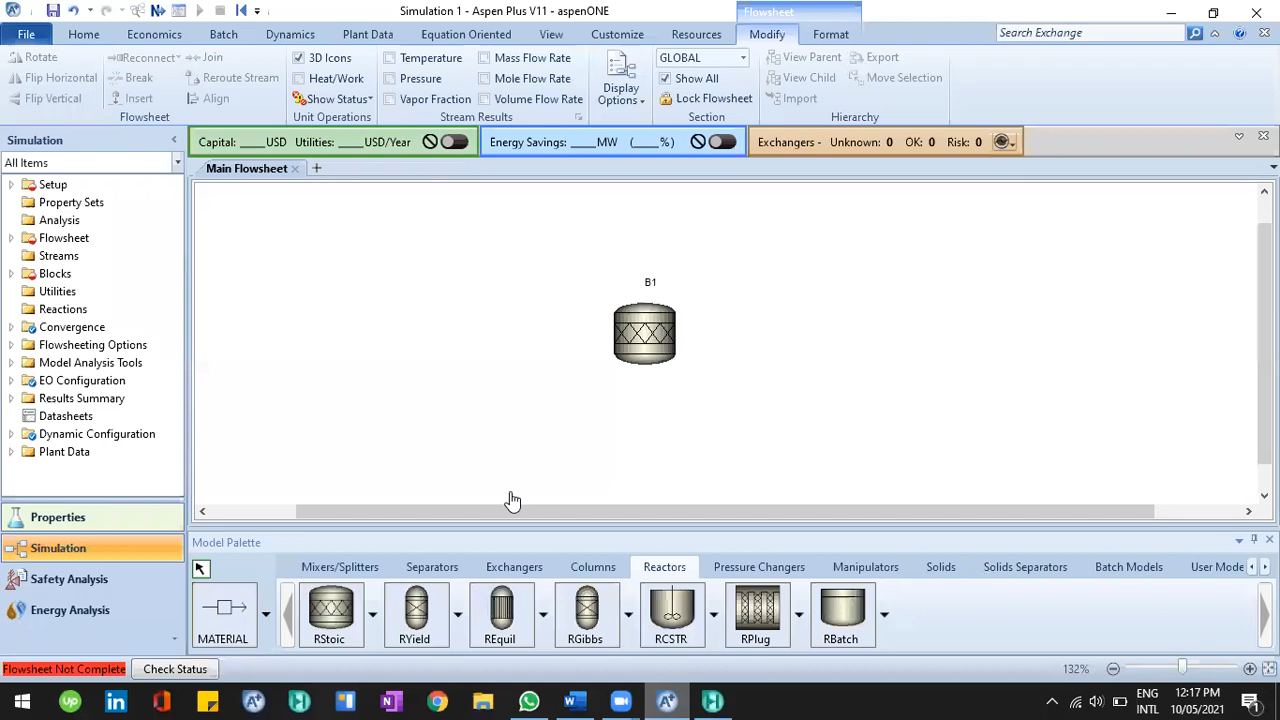 Simulation 1 - Aspen Plus V11 - aspenONE
Flowsheet
File Home Economics Batch Dynamics Plant Data Equation Oriented View Customize Resources Modify Format Search Exchange
Rotate Reconnect Join 3D Icons Temperature Mass Flow Rate GLOBAL View Parent Export
Flip Horizontal Break Reroute Stream Heat/Work Pressure Mole Flow Rate Display Show All View Child Move Selection
Flip Vertical Insert Align Show Status Vapor Fraction Volume Flow Rate Options Lock Flowsheet Import
Flowsheet Unit Operations Stream Results Section Hierarchy
Simulation
Capital: ____USD Utilities: ____USD/Year Energy Savings: ____MW (____%) Exchangers - Unknown: 0 OK: 0 Risk: 0
All Items
Main Flowsheet
Setup
Property Sets
Analysis
Flowsheet
Streams
Blocks
Utilities
Reactions
Convergence
Flowsheeting Options
Model Analysis Tools
EO Configuration
Results Summary
Datasheets
Dynamic Configuration
Plant Data
B1
Properties
Simulation
Safety Analysis
Energy Analysis
Model Palette
Mixers/Splitters Separators Exchangers Columns Reactors Pressure Changers Manipulators Solids Solids Separators Batch Models User Mode
MATERIAL RStoic RYield REquil RGibbs RCSTR RPlug RBatch
Flowsheet Not Complete Check Status 132%
ENG 12:17 PM
INTL 10/05/2021